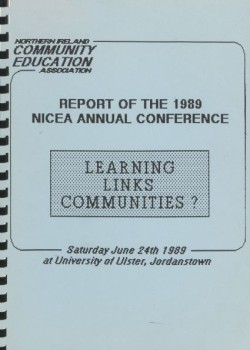 NORTHERN IRELAND
COMMUNITY
EDUCATION
ASSOCIATION
REPORT OF THE 1989
NICEA ANNUAL CONFERENCE
LEARNING
LINKS
COMMUNITIES ?
Saturday June 24th 1989
at University of Ulster, Jordanstown